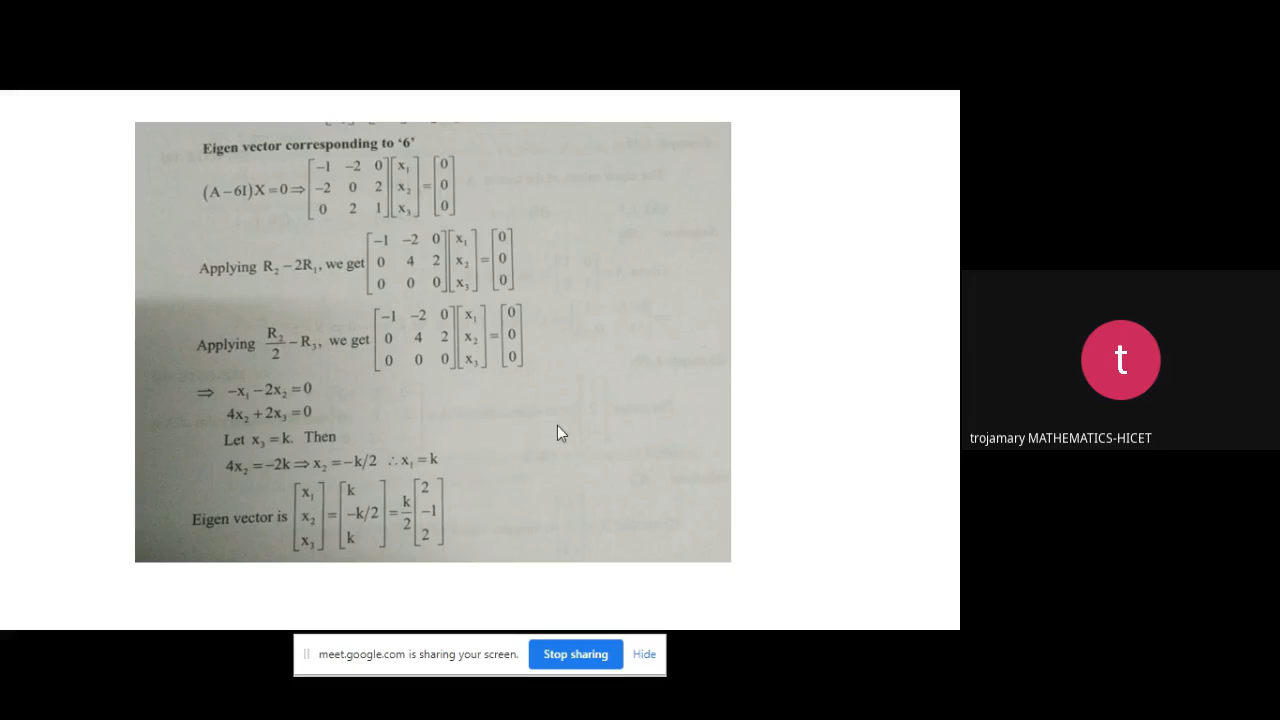 Eigen vector corresponding to ‘6’
(A – 6I)X = 0 ⇒ [–1 –2 0; –2 0 2; 0 2 1] [x₁; x₂; x₃] = [0; 0; 0]
Applying R₂ – 2R₁, we get [–1 –2 0; 0 4 2; 0 0 0] [x₁; x₂; x₃] = [0; 0; 0]
Applying R₂/2 – R₃, we get [–1 –2 0; 0 4 2; 0 0 0] [x₁; x₂; x₃] = [0; 0; 0]
⇒ –x₁ – 2x₂ = 0
4x₂ + 2x₃ = 0
Let x₃ = k. Then
4x₂ = –2k ⇒ x₂ = –k/2 ∴ x₁ = k
Eigen vector is [x₁; x₂; x₃] = [k; –k/2; k] = k/2 [2; –1; 2]
t
trojamary MATHEMATICS-HICET
meet.google.com is sharing your screen. Stop sharing Hide